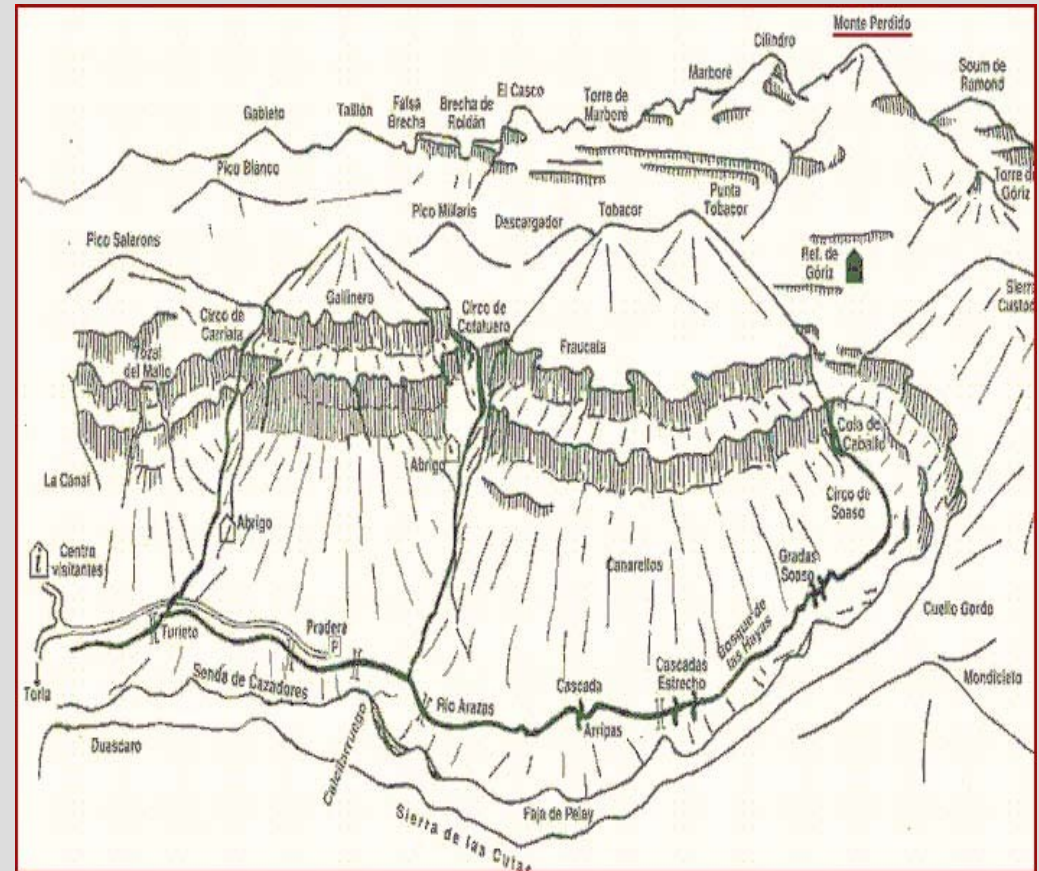 Monte Perdido
Cilindro
Soum de
Ramond
Marboré
El Casco
Torre de
Marboré
Falsa
Brecha
Brecha de
Roldán
Taillón
Gabieto
Pico Blanco
Torre de
Góriz
Punta
Tobacor
Tobacor
Pico Millaris
Descargador
Pico Salarons
Ref. de
Góriz
Sierra
Custod
Gallinero
Circo de
Carriata
Circo de
Cotatuero
Fraucata
Tozal
del Mallo
Cola de
Caballo
La Canal
Abrigo
Abrigo
Circo de
Soaso
Centro
visitantes
Canarellos
Gradas
Soaso
Cuello Gordo
Turieto
Pradera
P
Bosque de
las Hayas
Cascadas
Estrecho
Mondicieto
Torla
Senda de Cazadores
Cascada
Río Arazas
Arripas
Duascaro
Calcilarruego
Faja de Pelay
Sierra de las Cutas